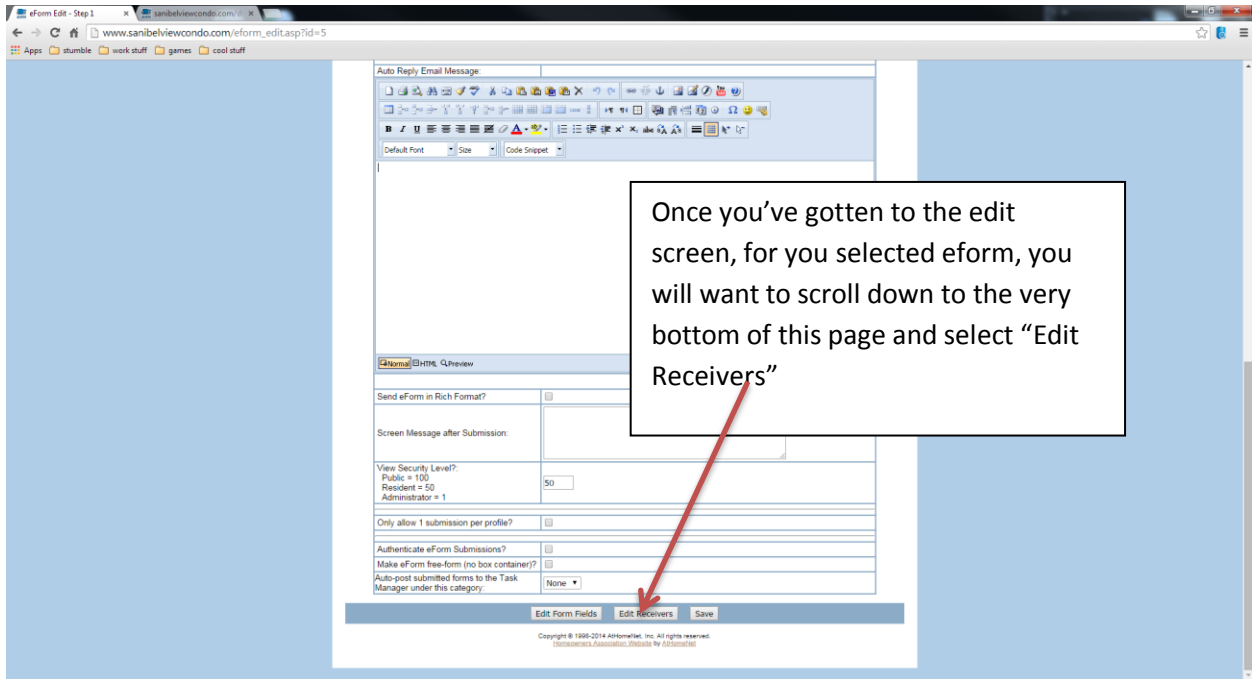 eForm Edit - Step 1
sanibelviewcondo.com/
www.sanibelviewcondo.com/eform_edit.asp?id=5
Apps stumble work stuff games cool stuff
Auto Reply Email Message:
Default Font Size Code Snippet
Once you’ve gotten to the edit
screen, for you selected eform, you
will want to scroll down to the very
bottom of this page and select “Edit
Receivers”
Normal HTML Preview
Send eForm in Rich Format?
Screen Message after Submission:
View Security Level?:
Public = 100
Resident = 50
Administrator = 1
50
Only allow 1 submission per profile?
Authenticate eForm Submissions?
Make eForm free-form (no box container)?
Auto-post submitted forms to the Task
Manager under this category:
None
Edit Form Fields Edit Receivers Save
Copyright © 1998-2014 AtHomeNet, Inc. All rights reserved.
Homeowners Association Website by AtHomeNet